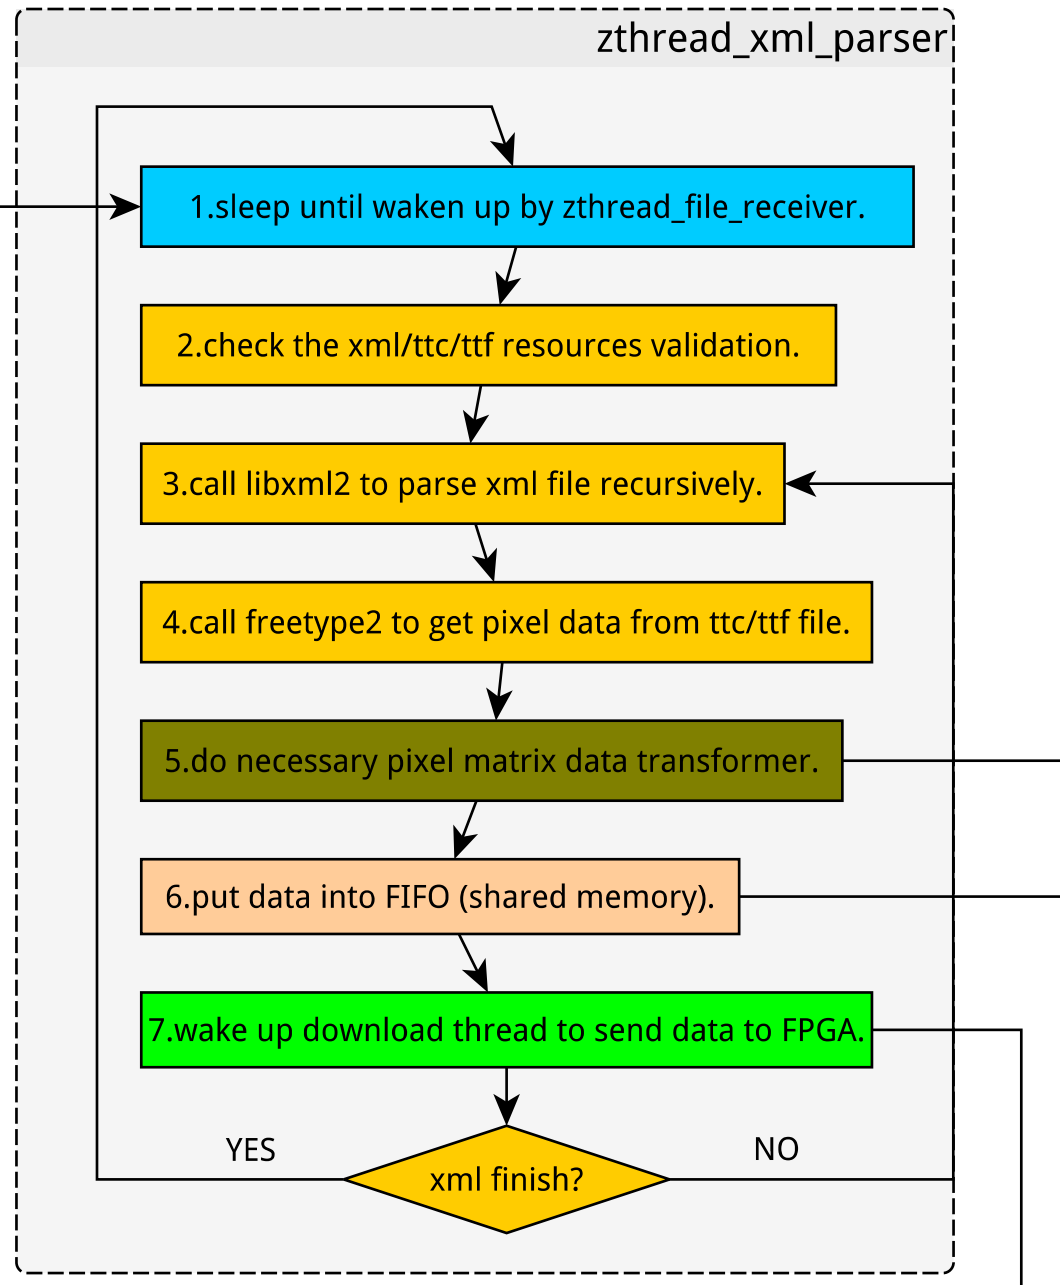 zthread_xml_parser
1.sleep until waken up by zthread_file_receiver.
2.check the xml/ttc/ttf resources validation.
3.call libxml2 to parse xml file recursively.
4.call freetype2 to get pixel data from ttc/ttf file.
5.do necessary pixel matrix data transformer.
6.put data into FIFO (shared memory).
7.wake up download thread to send data to FPGA.
YES
NO
xml finish?